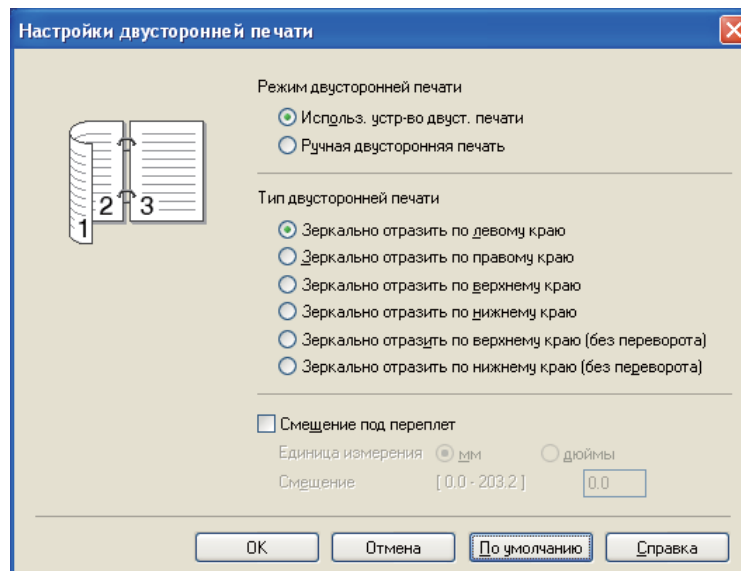 Настройки двусторонней печати
Режим двусторонней печати
Использ. устр-во двуст. печати
Ручная двусторонняя печать
2 3
1
Тип двусторонней печати
Зеркально отразить по левому краю
Зеркально отразить по правому краю
Зеркально отразить по верхнему краю
Зеркально отразить по нижнему краю
Зеркально отразить по верхнему краю (без переворота)
Зеркально отразить по нижнему краю (без переворота)
Смещение под переплет
Единица измерения мм дюймы
Смещение [ 0.0 - 203.2 ] 0.0
OK Отмена По умолчанию Справка